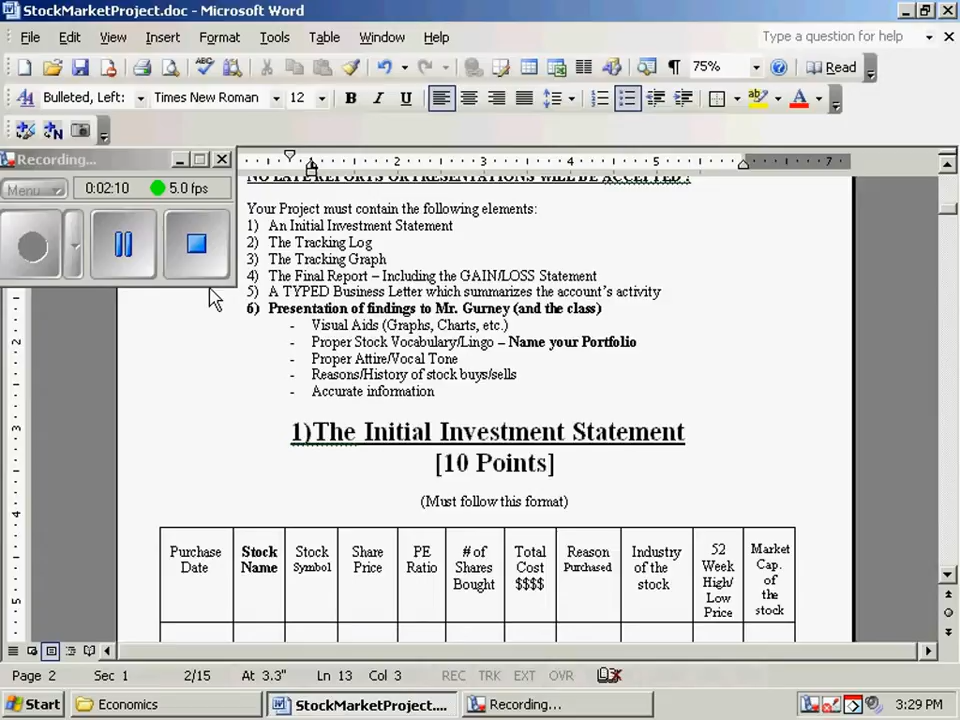 StockMarketProject.doc - Microsoft Word
File Edit View Insert Format Tools Table Window Help Type a question for help
75% Read
Bulleted, Left: Times New Roman 12 B I U
Recording...
Menu 0:02:10 5.0 fps
1 2 3 4 5 7
NO LATE REPORTS OR PRESENTATIONS WILL BE ACCEPTED !
Your Project must contain the following elements:
1) An Initial Investment Statement
2) The Tracking Log
3) The Tracking Graph
4) The Final Report – Including the GAIN/LOSS Statement
5) A TYPED Business Letter which summarizes the account’s activity
6) Presentation of findings to Mr. Gurney (and the class)
- Visual Aids (Graphs, Charts, etc.)
- Proper Stock Vocabulary/Lingo – Name your Portfolio
- Proper Attire/Vocal Tone
- Reasons/History of stock buys/sells
- Accurate information
1)The Initial Investment Statement
[10 Points]
(Must follow this format)
Purchase Date
Stock Name
Stock Symbol
Share Price
PE Ratio
# of Shares Bought
Total Cost $$$$
Reason Purchased
Industry of the stock
52 Week High/ Low Price
Market Cap. of the stock
Page 2 Sec 1 2/15 At 3.3" Ln 13 Col 3 REC TRK EXT OVR
Start Economics StockMarketProject.... Recording... 3:29 PM